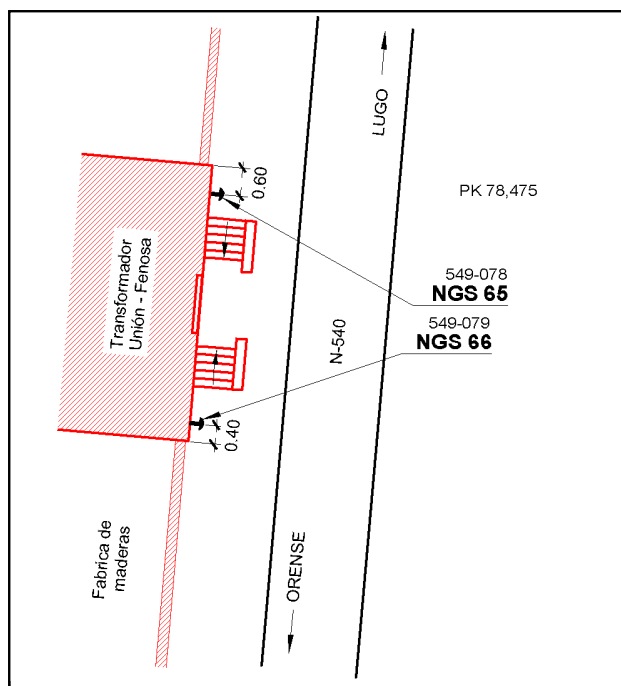 LUGO
0.60
PK 78,475
Transformador
Unión - Fenosa
549-078
NGS 65
549-079
NGS 66
N-540
0.40
Fabrica de
maderas
ORENSE